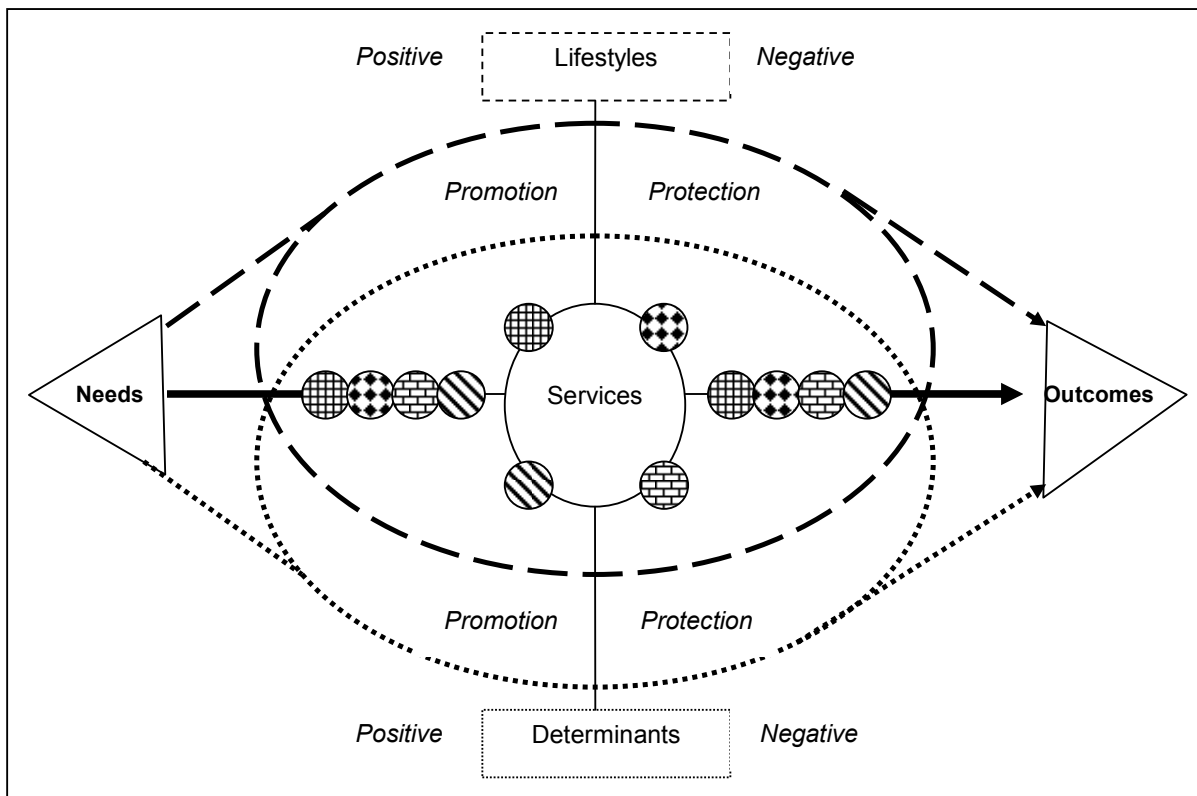 Positive Lifestyles Negative
Promotion Protection
Needs Services Outcomes
Promotion Protection
Positive Determinants Negative